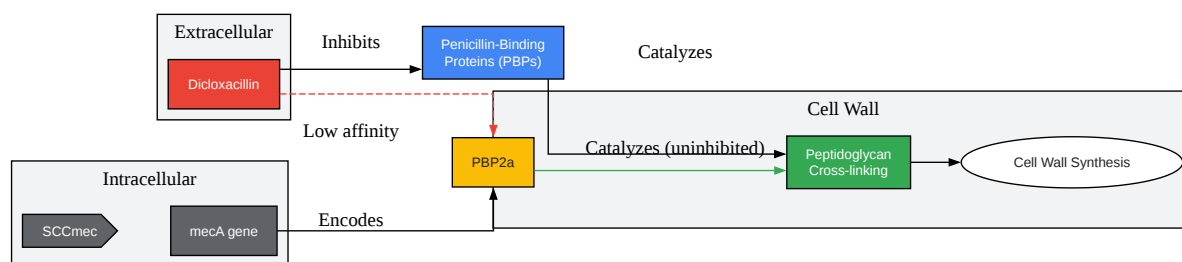 Extracellular
Dicloxacillin
Inhibits
Penicillin-Binding
Proteins (PBPs)
Catalyzes
Low affinity
Cell Wall
PBP2a
Catalyzes (uninhibited)
Peptidoglycan
Cross-linking
Cell Wall Synthesis
Intracellular
SCCmec
mecA gene
Encodes